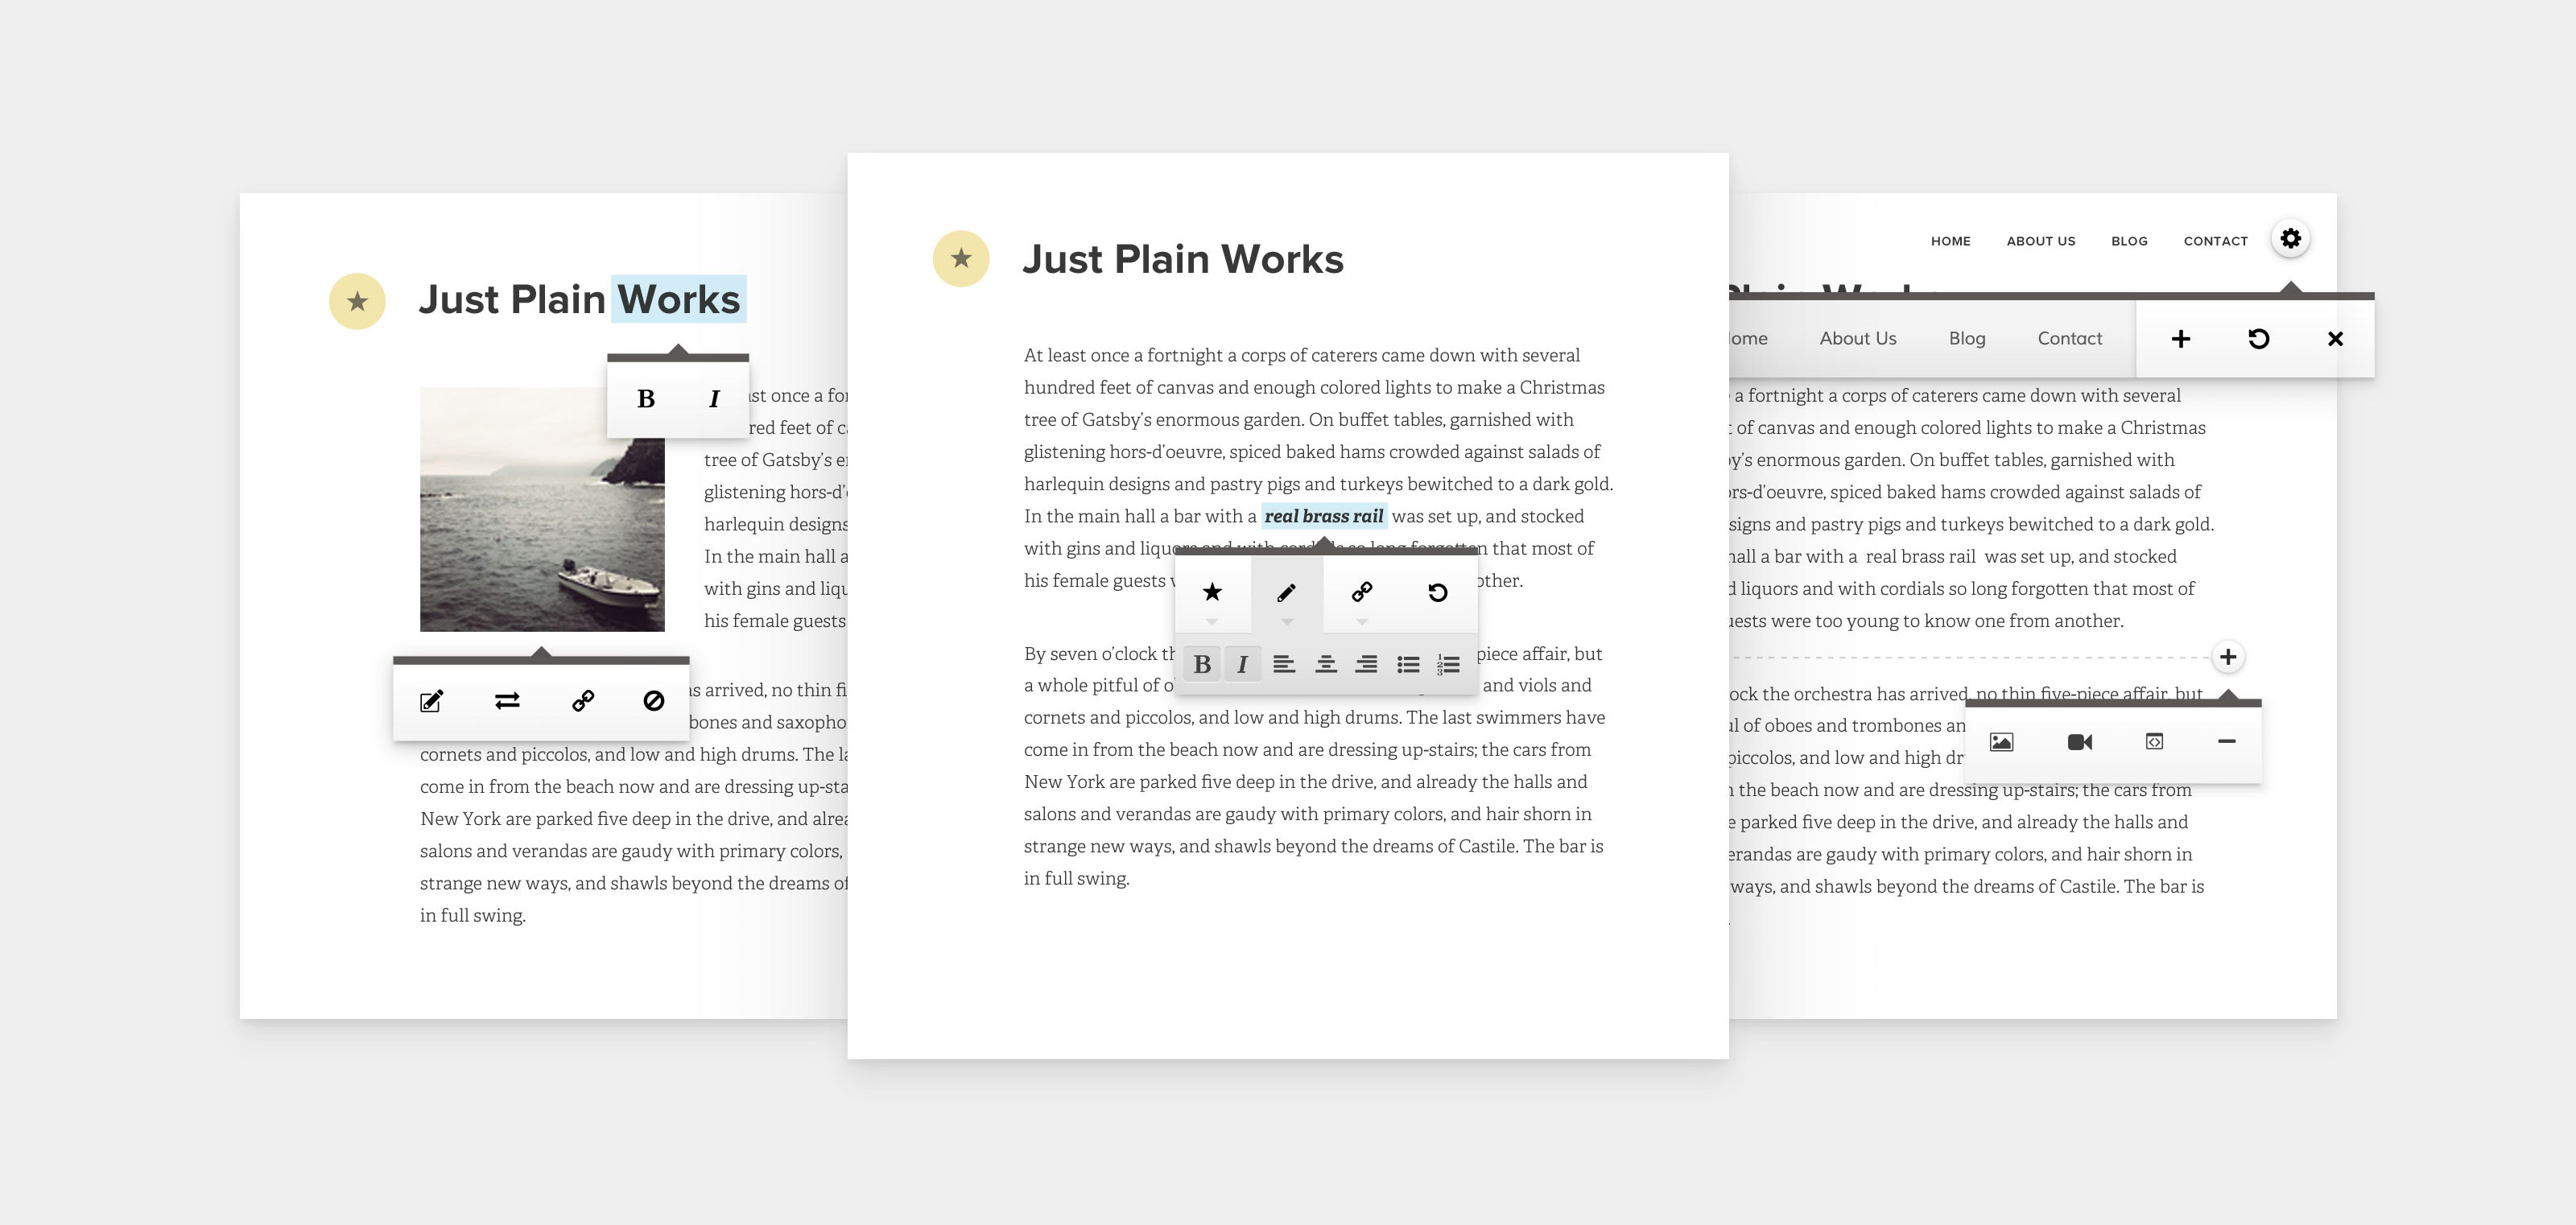 Just Plain Works
B I
st once a for
red feet of c
tree of Gatsby's e
glistening hors-d'
harlequin designs
In the main hall a
with gins and liqu
his female guests
s arrived, no thin fi
bones and saxopho
cornets and piccolos, and low and high drums. The la
come in from the beach now and are dressing up-sta
New York are parked five deep in the drive, and alrea
salons and verandas are gaudy with primary colors,
strange new ways, and shawls beyond the dreams of
in full swing.
Just Plain Works
At least once a fortnight a corps of caterers came down with several
hundred feet of canvas and enough colored lights to make a Christmas
tree of Gatsby's enormous garden. On buffet tables, garnished with
glistening hors-d'oeuvre, spiced baked hams crowded against salads of
harlequin designs and pastry pigs and turkeys bewitched to a dark gold.
In the main hall a bar with a real brass rail was set up, and stocked
with gins and liquors and with cordials so long forgotten that most of
his female guests other.
By seven o'clock th piece affair, but
B I
a whole pitful of o and viols and
cornets and piccolos, and low and high drums. The last swimmers have
come in from the beach now and are dressing up-stairs; the cars from
New York are parked five deep in the drive, and already the halls and
salons and verandas are gaudy with primary colors, and hair shorn in
strange new ways, and shawls beyond the dreams of Castile. The bar is
in full swing.
HOME ABOUT US BLOG CONTACT
Plain Works
ome About Us Blog Contact
a fortnight a corps of caterers came down with several
t of canvas and enough colored lights to make a Christmas
y's enormous garden. On buffet tables, garnished with
rs-d'oeuvre, spiced baked hams crowded against salads of
signs and pastry pigs and turkeys bewitched to a dark gold.
hall a bar with a real brass rail was set up, and stocked
d liquors and with cordials so long forgotten that most of
uests were too young to know one from another.
ock the orchestra has arrived, no thin five-piece affair, but
ul of oboes and trombones an
piccolos, and low and high dr
the beach now and are dressing up-stairs; the cars from
e parked five deep in the drive, and already the halls and
erandas are gaudy with primary colors, and hair shorn in
ways, and shawls beyond the dreams of Castile. The bar is